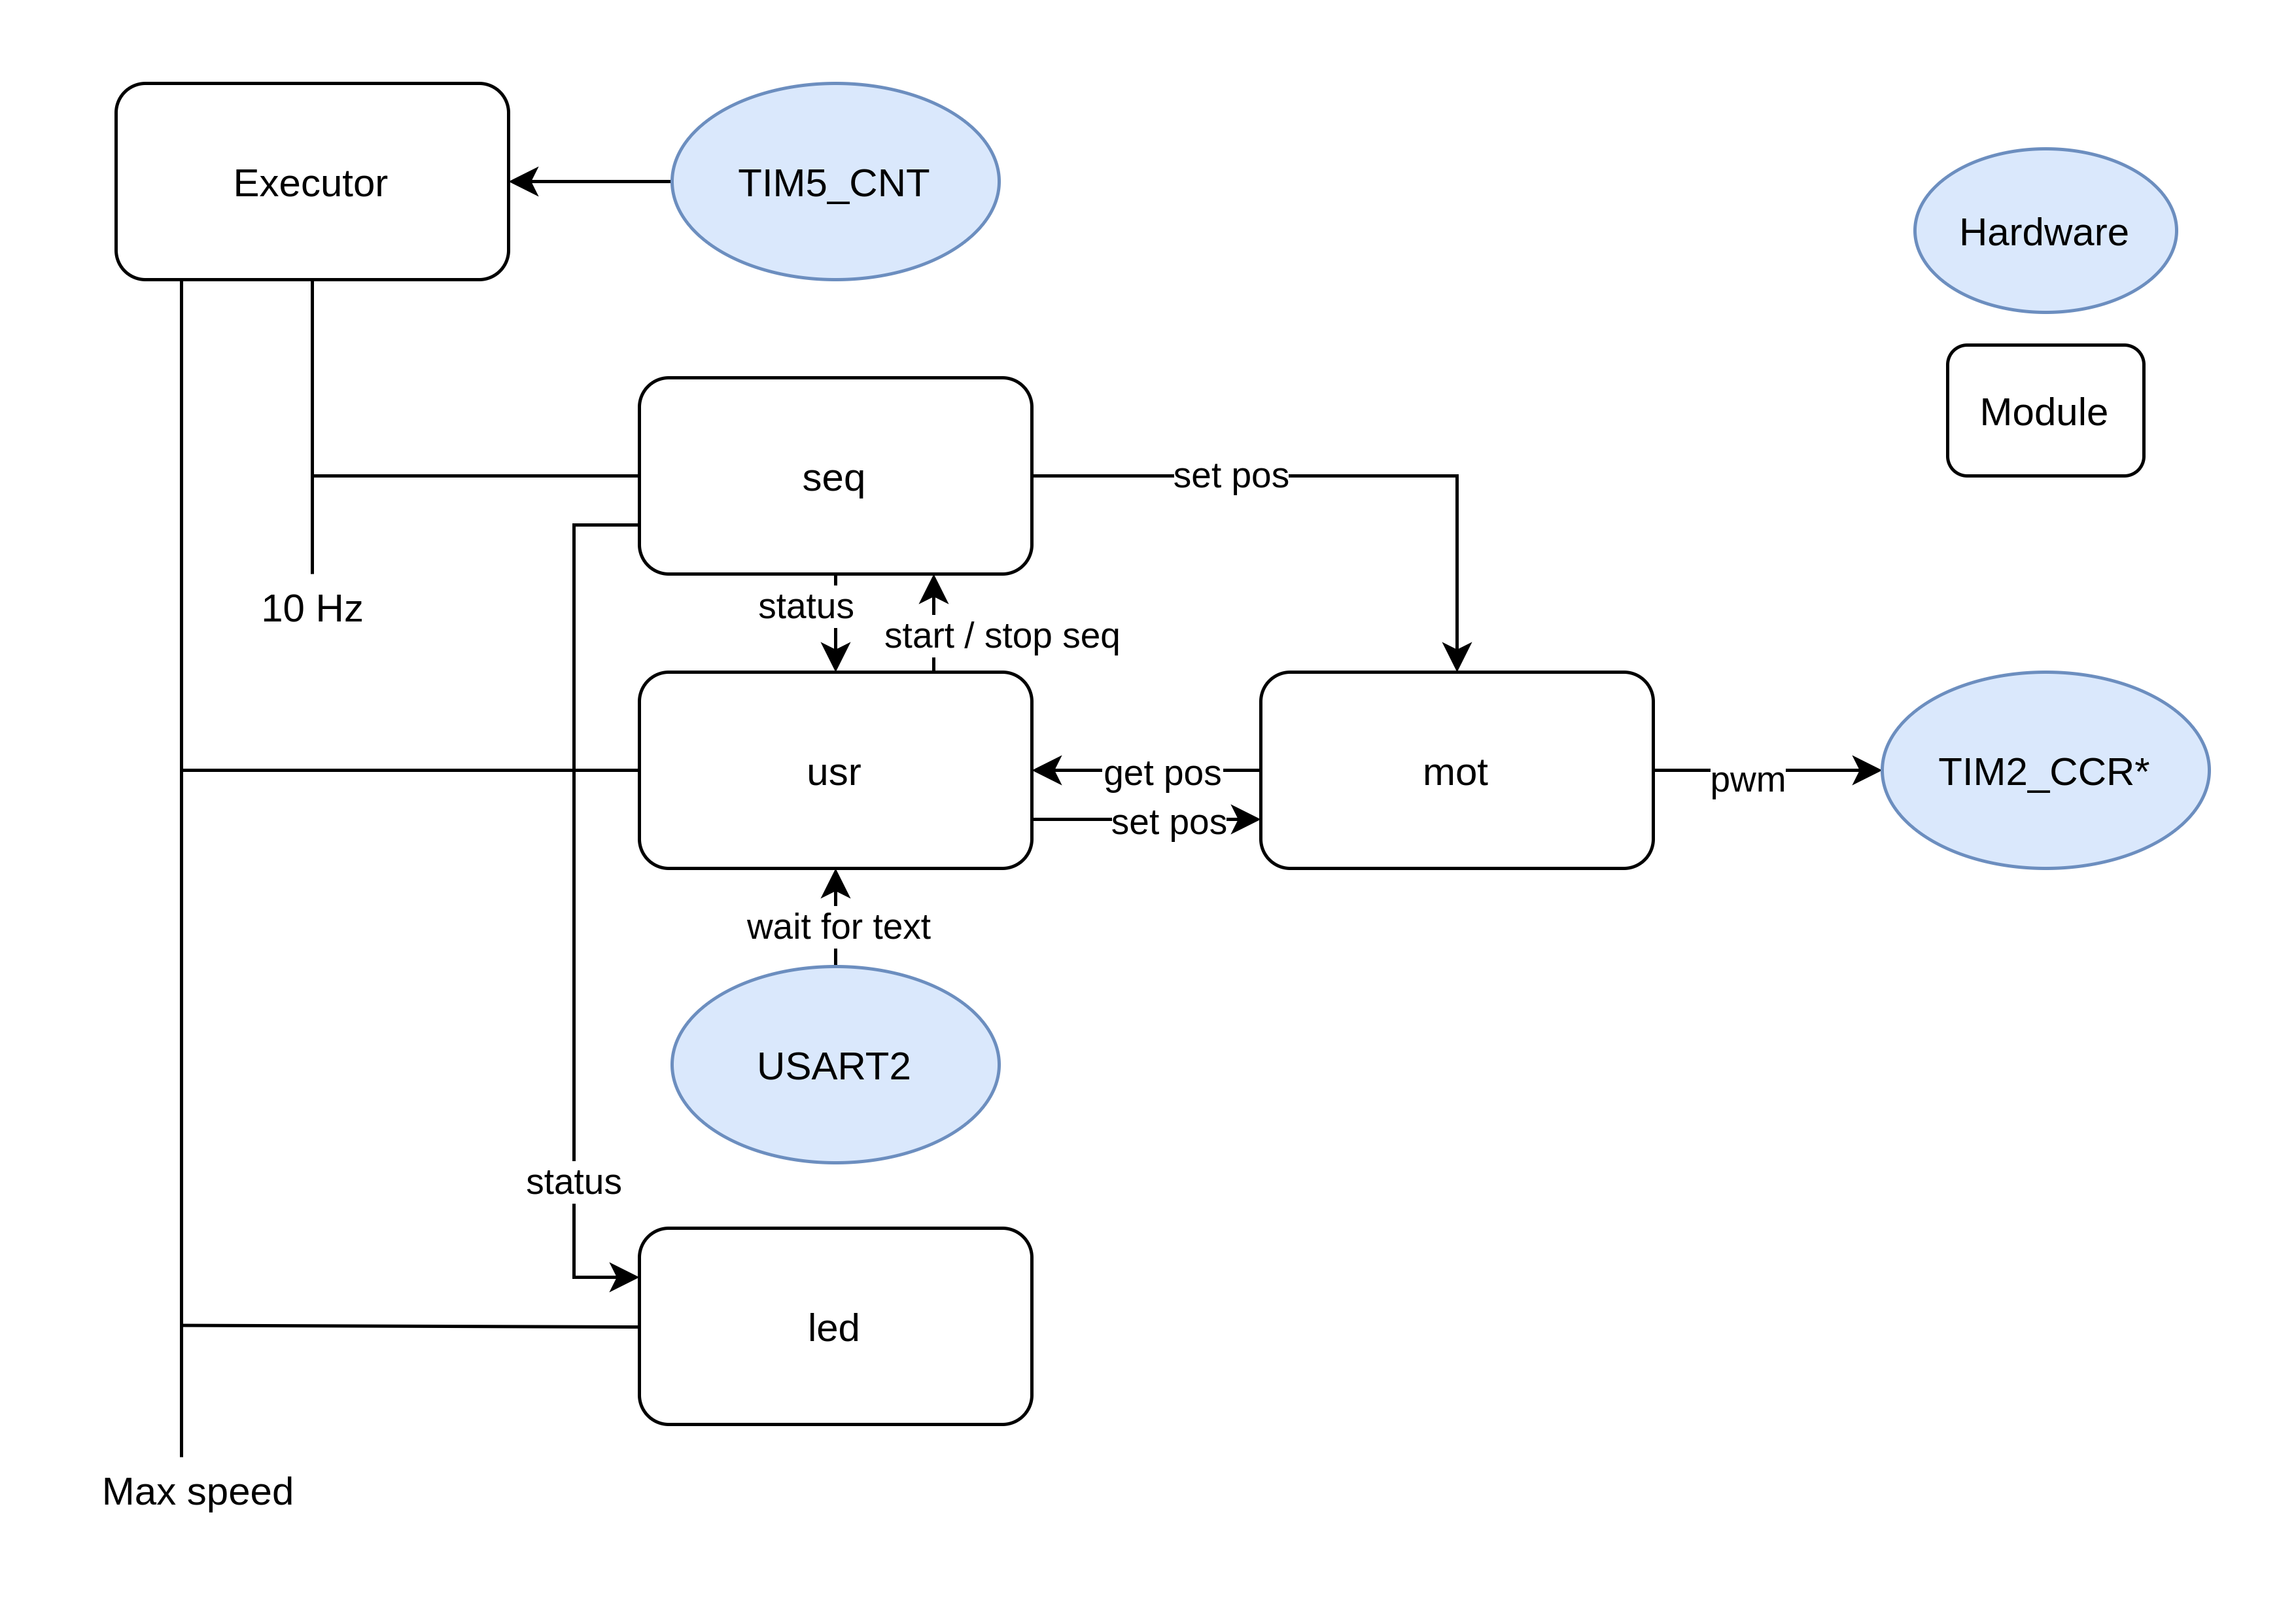 Executor
TIM5_CNT
Hardware
Module
seq
set pos
10 Hz
status
start / stop seq
usr
get pos
set pos
mot
pwm
TIM2_CCR*
wait for text
USART2
status
led
Max speed